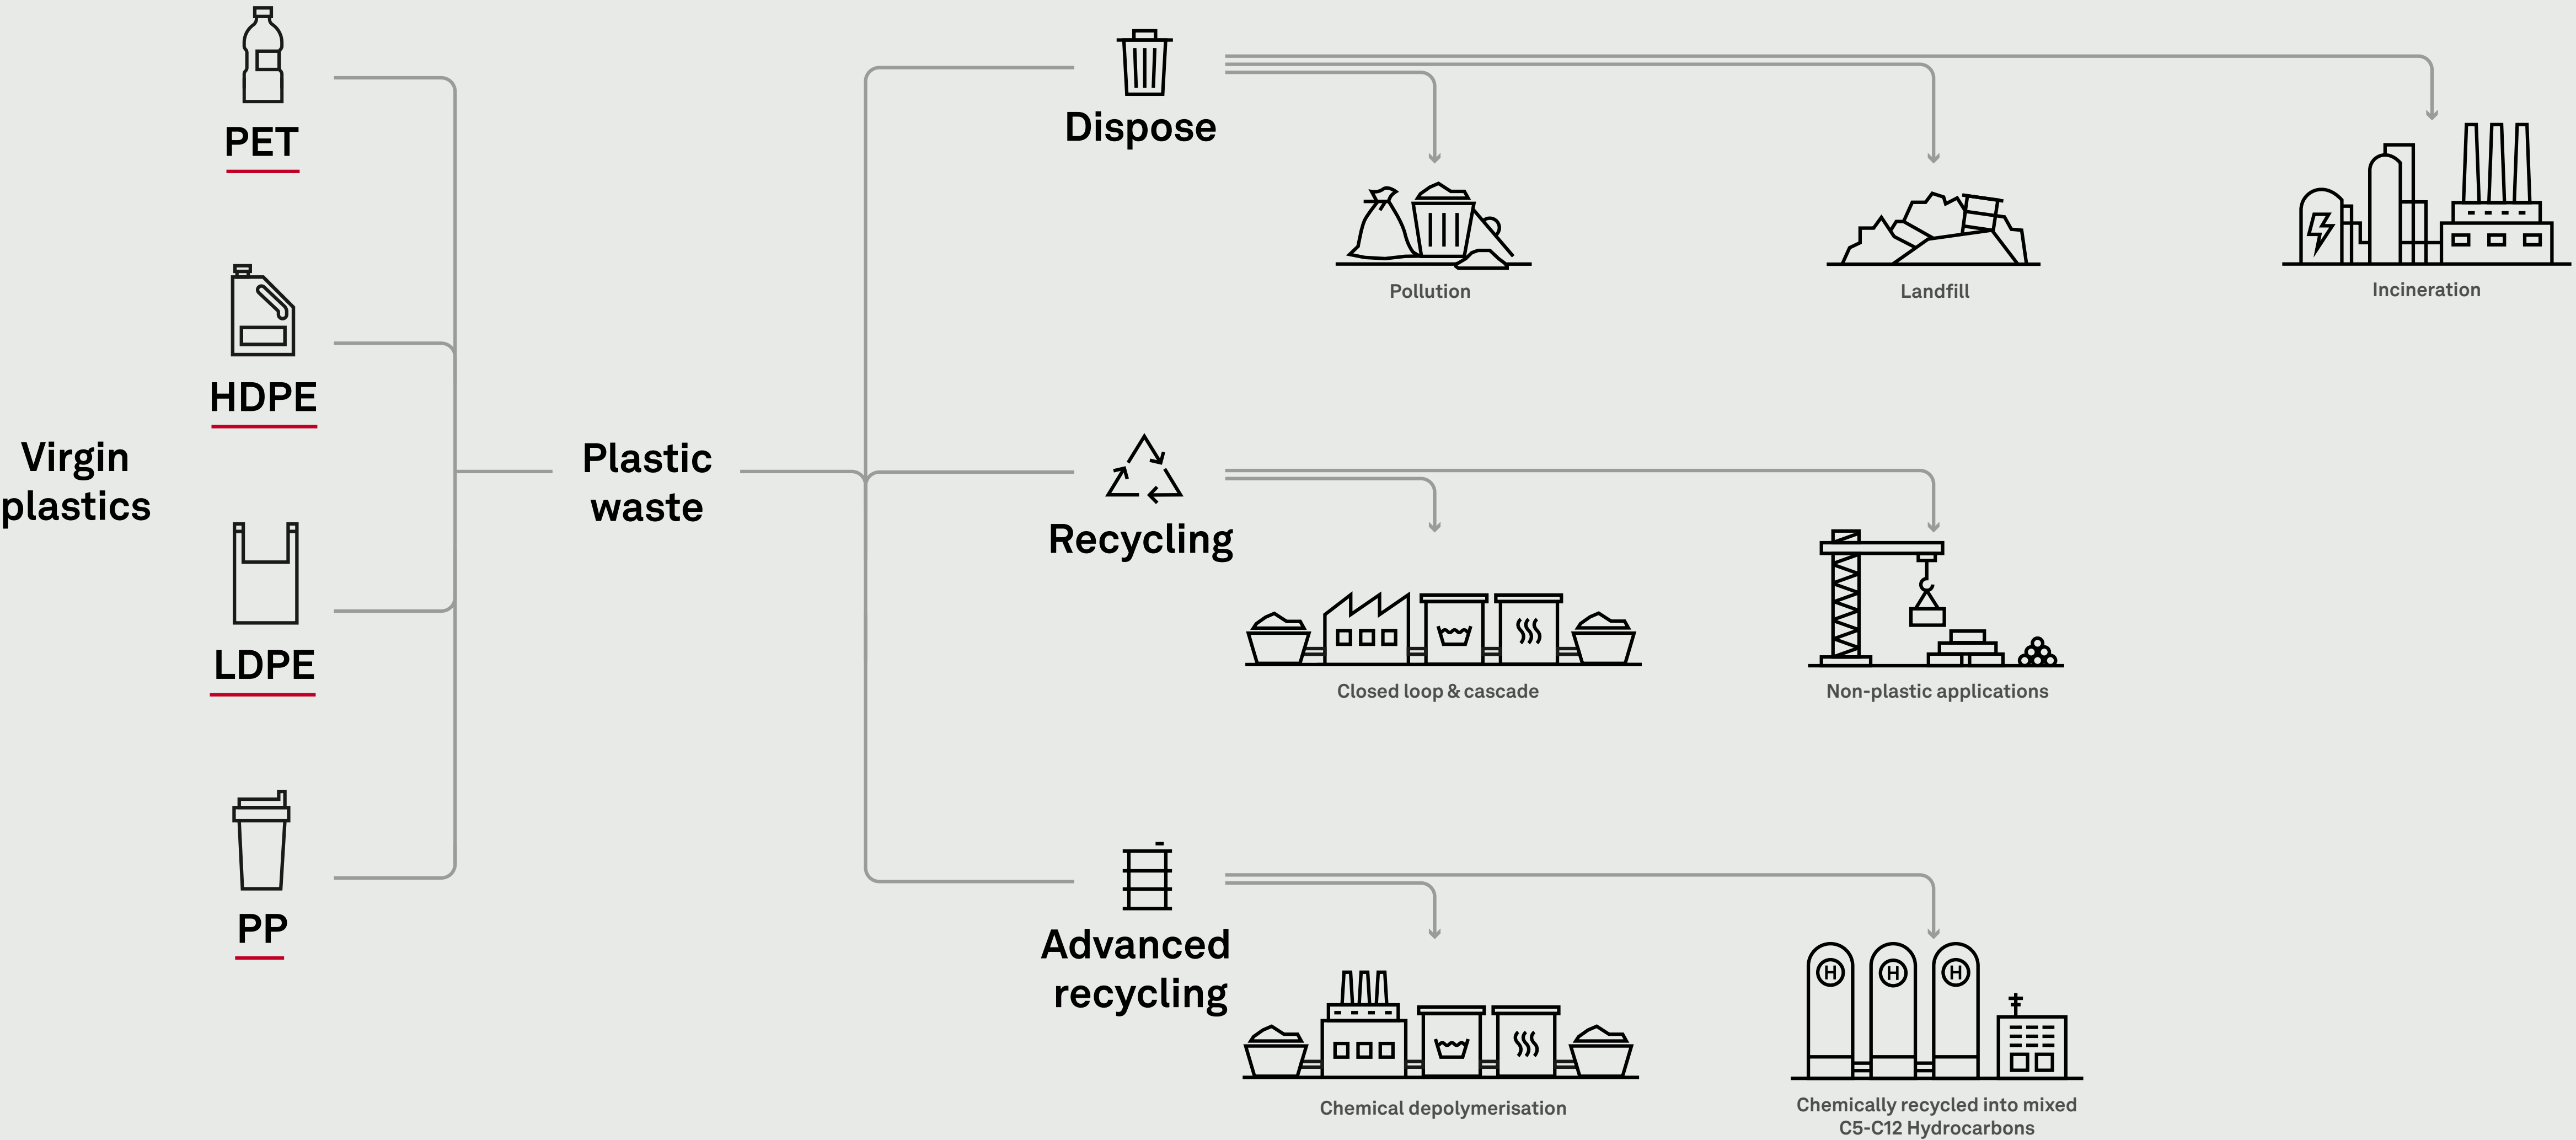 Virgin
plastics
PET
HDPE
LDPE
PP
Plastic
waste
Dispose
Pollution
Landfill
Incineration
Recycling
Closed loop & cascade
Non-plastic applications
Advanced
recycling
Chemical depolymerisation
H
H
H
Chemically recycled into mixed
C5-C12 Hydrocarbons